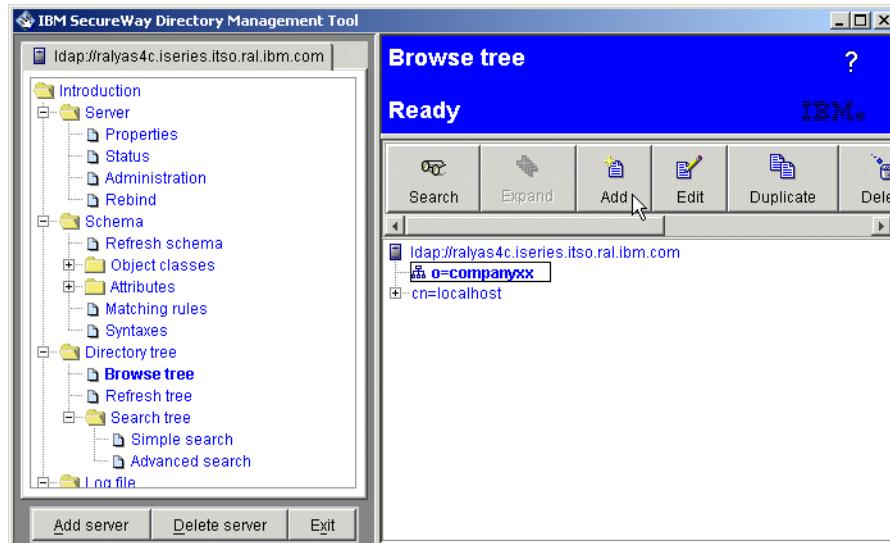 IBM SecureWay Directory Management Tool
ldap://ralyas4c.iseries.itso.ral.ibm.com
Introduction
Server
Properties
Status
Administration
Rebind
Schema
Refresh schema
Object classes
Attributes
Matching rules
Syntaxes
Directory tree
Browse tree
Refresh tree
Search tree
Simple search
Advanced search
Log file
Add server Delete server Exit
Browse tree ?
Ready IBM
Search Expand Add Edit Duplicate Dele
ldap://ralyas4c.iseries.itso.ral.ibm.com
o=companyxx
cn=localhost